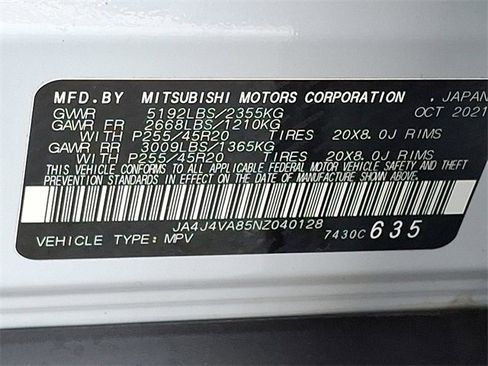 MFD.BY MITSUBISHI MOTORS CORPORATION . JAPAN
GVWR 5192LBS/2355KG OCT 2021
GAWR FR 2668LBS/1210KG
WITH P255/45R20 TIRES 20X8.0J RIMS
GAWR RR 3009LBS/1365KG
WITH P255/45R20 TIRES 20X8.0J RIMS
THIS VEHICLE CONFORMS TO ALL APPLICABLE FEDERAL MOTOR VEHICLE SAFETY AND THEFT
PREVENTION STANDARDS IN EFFECT ON THE DATE OF MANUFACTURE SHOWN ABOVE.
JA4J4VA85NZ040128
VEHICLE TYPE: MPV 7430C 635